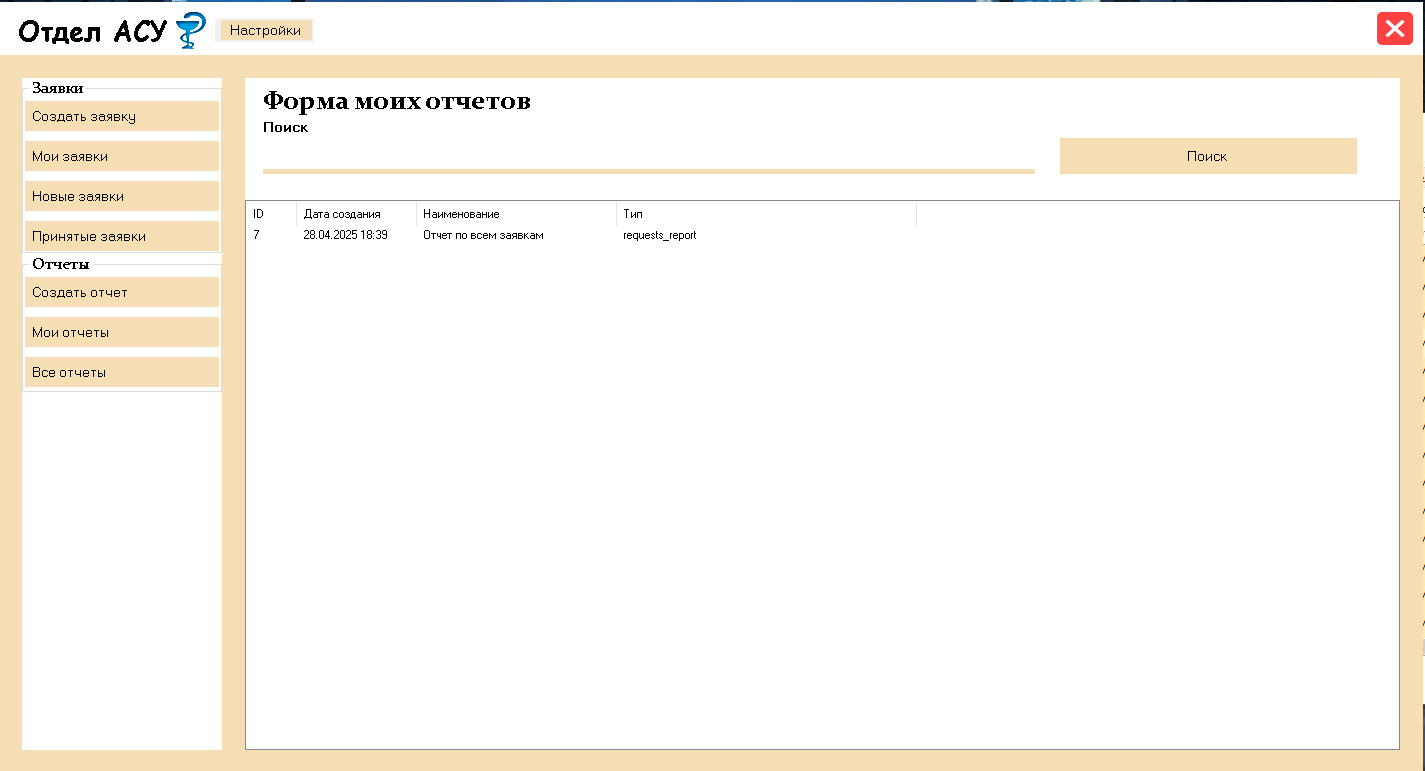 Отдел АСУ
Настройки
Заявки
Создать заявку
Мои заявки
Новые заявки
Принятые заявки
Отчеты
Создать отчет
Мои отчеты
Все отчеты
Форма моих отчетов
Поиск
Поиск
ID Дата создания Наименование Тип
7 28.04.2025 18:39 Отчет по всем заявкам requests_report